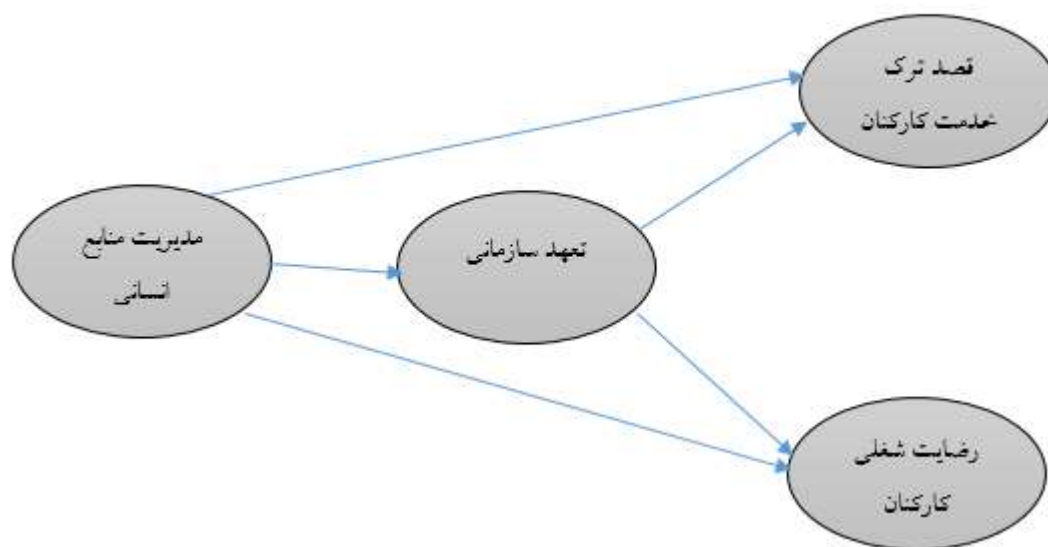 قصد ترک
خدمت کارکنان
مدیریت منابع
انسانی
تعهد سازمانی
رضایت شغلی
کارکنان